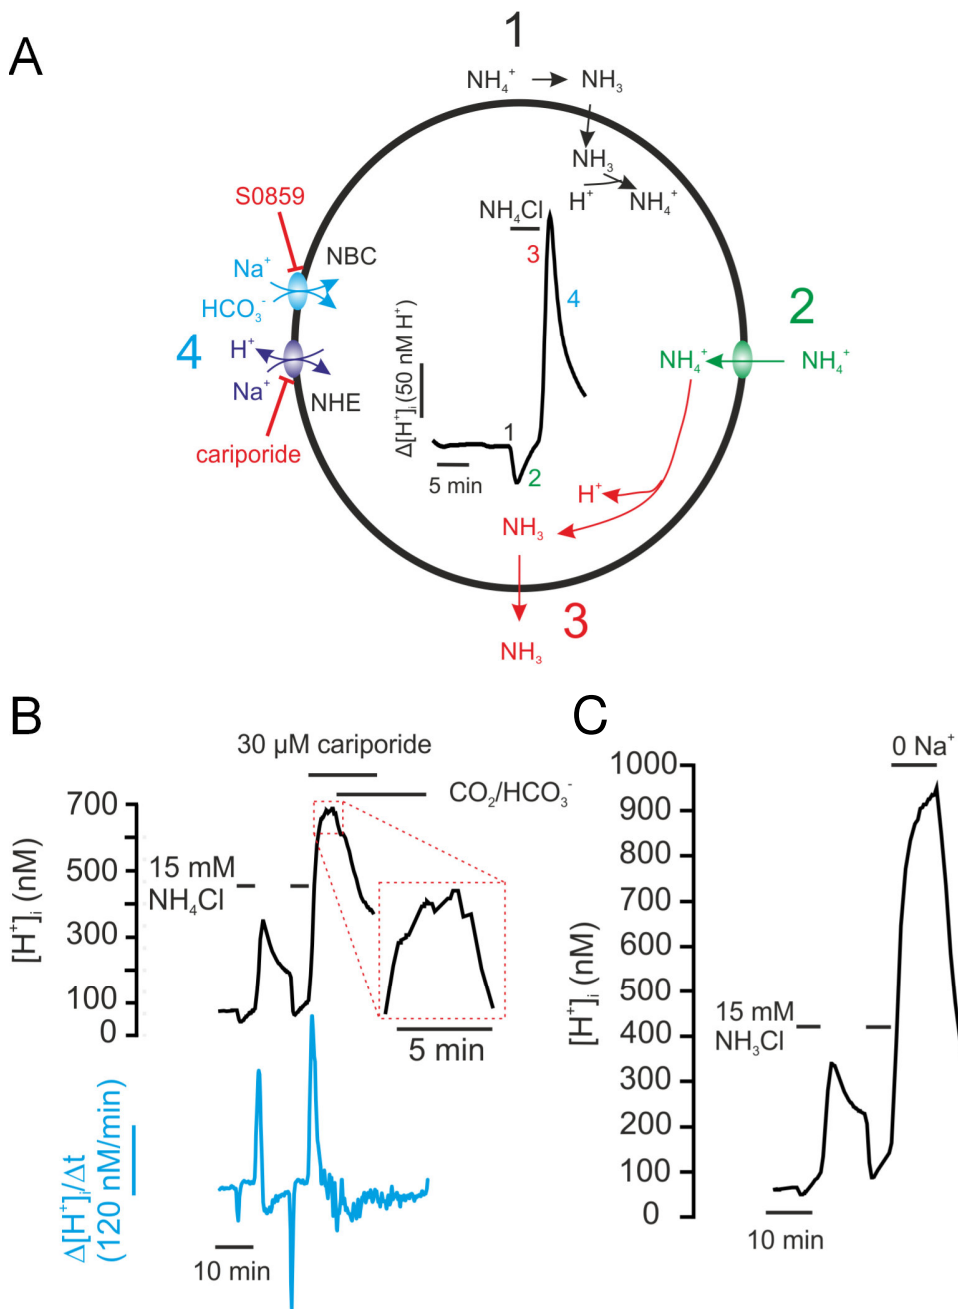 A
1
NH₄⁺ → NH₃
NH₃
H⁺ NH₄⁺
S0859
NBC
Na⁺
HCO₃⁻
4
H⁺
Na⁺
NHE
cariporide
NH₄Cl
3
4
Δ[H⁺]ᵢ (50 nM H⁺)
1
2
5 min
2
NH₄⁺ NH₄⁺
H⁺
NH₃
3
NH₃
B
30 µM cariporide
CO₂/HCO₃⁻
[H⁺]ᵢ (nM)
700
500
300
100
0
15 mM
NH₄Cl
5 min
Δ[H⁺]ᵢ/Δt
(120 nM/min)
10 min
C
0 Na⁺
[H⁺]ᵢ (nM)
1000
900
800
700
600
500
400
300
200
100
0
15 mM
NH₃Cl
10 min